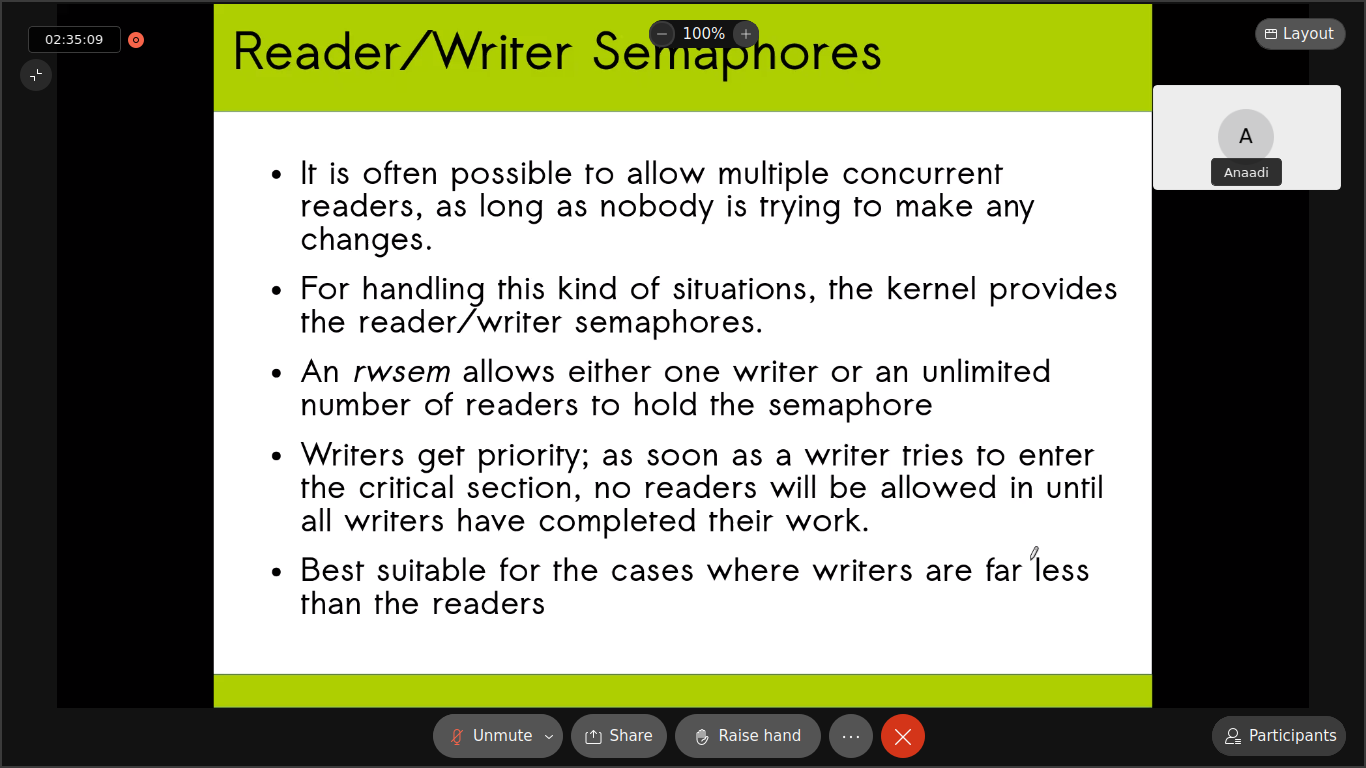 02:35:09
100%
Layout
Reader/Writer Semaphores
A
Anaadi
• It is often possible to allow multiple concurrent
readers, as long as nobody is trying to make any
changes.
• For handling this kind of situations, the kernel provides
the reader/writer semaphores.
• An rwsem allows either one writer or an unlimited
number of readers to hold the semaphore
• Writers get priority; as soon as a writer tries to enter
the critical section, no readers will be allowed in until
all writers have completed their work.
• Best suitable for the cases where writers are far less
than the readers
Unmute
Share
Raise hand
Participants